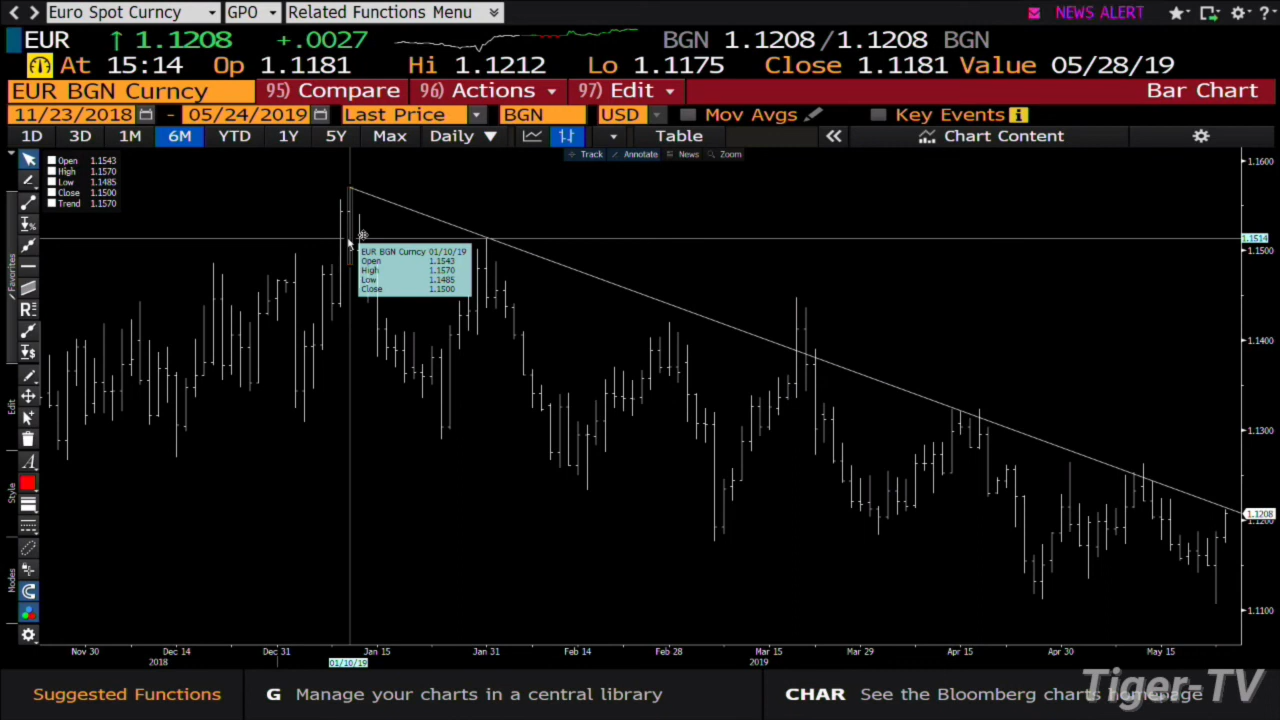 Euro Spot Curncy GPO Related Functions Menu NEWS ALERT ?
EUR 1.1208 +.0027 BGN 1.1208/1.1208 BGN
At 15:14 Op 1.1181 Hi 1.1212 Lo 1.1175 Close 1.1181 Value 05/28/19
EUR BGN Curncy 95) Compare 96) Actions 97) Edit Bar Chart
11/23/2018 - 05/24/2019 Last Price BGN USD Mov Avgs Key Events
1D 3D 1M 6M YTD 1Y 5Y Max Daily Table Chart Content
Track Annotate News Zoom
Open 1.1543
High 1.1570
Low 1.1485
Close 1.1500
Trend 1.1570
EUR BGN Curncy 01/10/19
Open 1.1543
High 1.1570
Low 1.1485
Close 1.1500
Favorites
Edit
Style
Modes
1.1600
1.1514
1.1500
1.1400
1.1300
1.1208
1.1200
1.1100
Nov 30 Dec 14 Dec 31 Jan 15 Jan 31 Feb 14 Feb 28 Mar 15 Mar 29 Apr 15 Apr 30 May 15
2018 01/10/19 2019
Suggested Functions G Manage your charts in a central library CHAR See the Bloomberg charts homepage
Tiger-TV